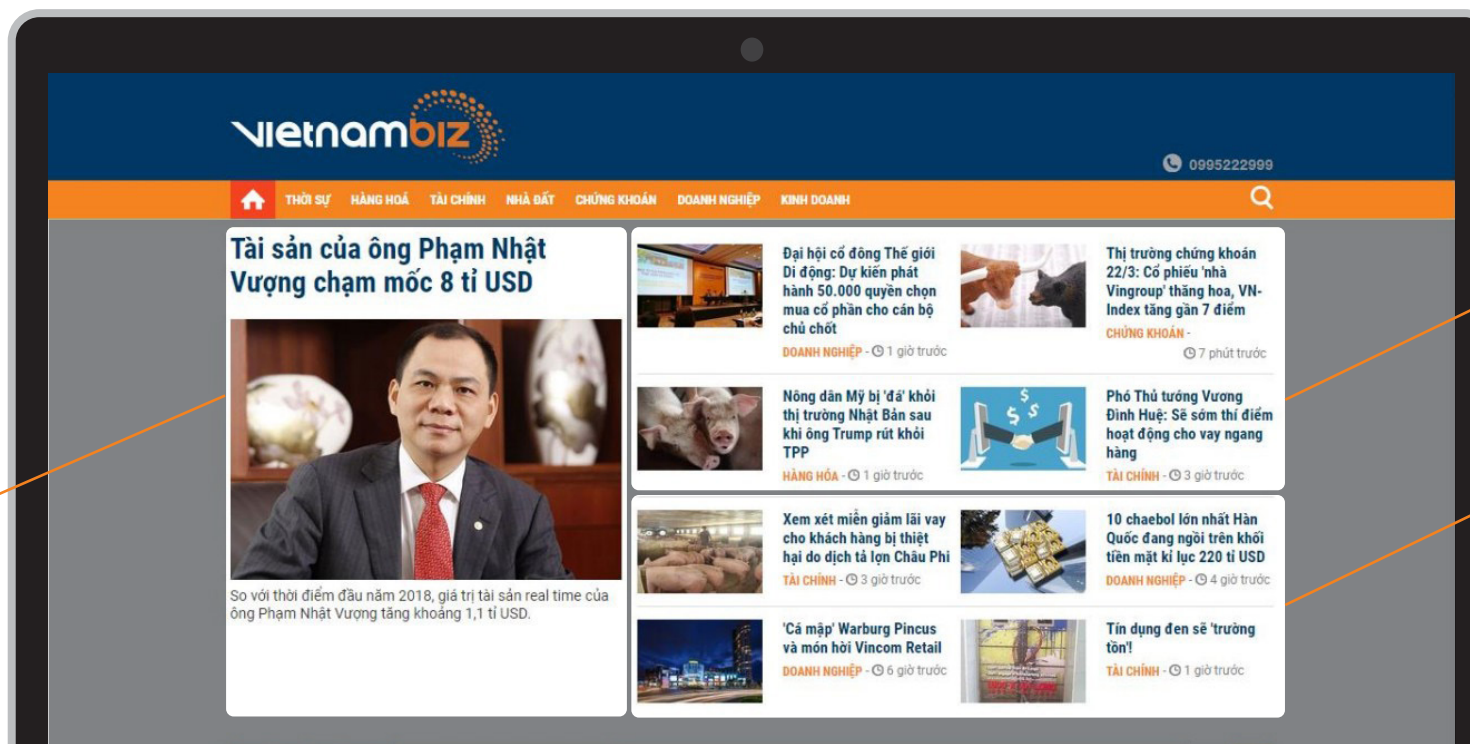 vietnambiz
0995222999
THỜI SỰ HÀNG HOÁ TÀI CHÍNH NHÀ ĐẤT CHỨNG KHOÁN DOANH NGHIỆP KINH DOANH
Tài sản của ông Phạm Nhật
Vượng chạm mốc 8 tỉ USD
So với thời điểm đầu năm 2018, giá trị tài sản real time của
ông Phạm Nhật Vượng tăng khoảng 1,1 tỉ USD.
Đại hội cổ đông Thế giới
Di động: Dự kiến phát
hành 50.000 quyền chọn
mua cổ phần cho cán bộ
chủ chốt
DOANH NGHIỆP - 1 giờ trước
Thị trường chứng khoán
22/3: Cổ phiếu 'nhà
Vingroup' thăng hoa, VN-
Index tăng gần 7 điểm
CHỨNG KHOÁN -
7 phút trước
Nông dân Mỹ bị 'đá' khỏi
thị trường Nhật Bản sau
khi ông Trump rút khỏi
TPP
HÀNG HÓA - 1 giờ trước
Phó Thủ tướng Vương
Đình Huệ: Sẽ sớm thí điểm
hoạt động cho vay ngang
hàng
TÀI CHÍNH - 3 giờ trước
Xem xét miễn giảm lãi vay
cho khách hàng bị thiệt
hại do dịch tả lợn Châu Phi
TÀI CHÍNH - 3 giờ trước
10 chaebol lớn nhất Hàn
Quốc đang ngồi trên khối
tiền mặt kỉ lục 220 tỉ USD
DOANH NGHIỆP - 4 giờ trước
'Cá mập' Warburg Pincus
và món hời Vincom Retail
DOANH NGHIỆP - 6 giờ trước
Tín dụng đen sẽ 'trường
tồn'!
TÀI CHÍNH - 1 giờ trước